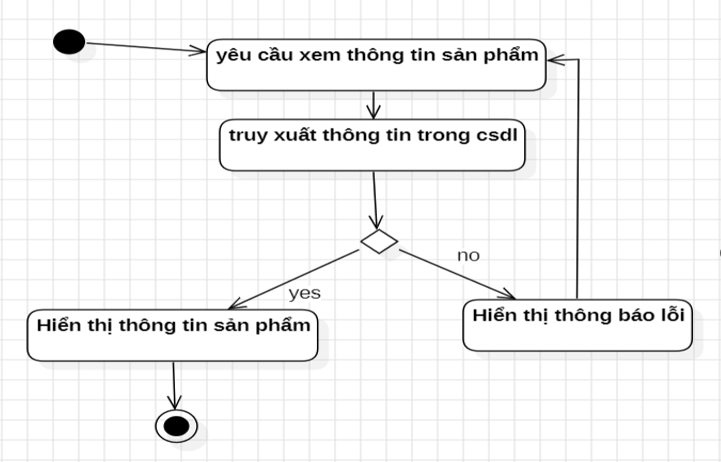 yêu cầu xem thông tin sản phẩm
truy xuất thông tin trong csdl
no
yes
Hiển thị thông báo lỗi
Hiển thị thông tin sản phẩm